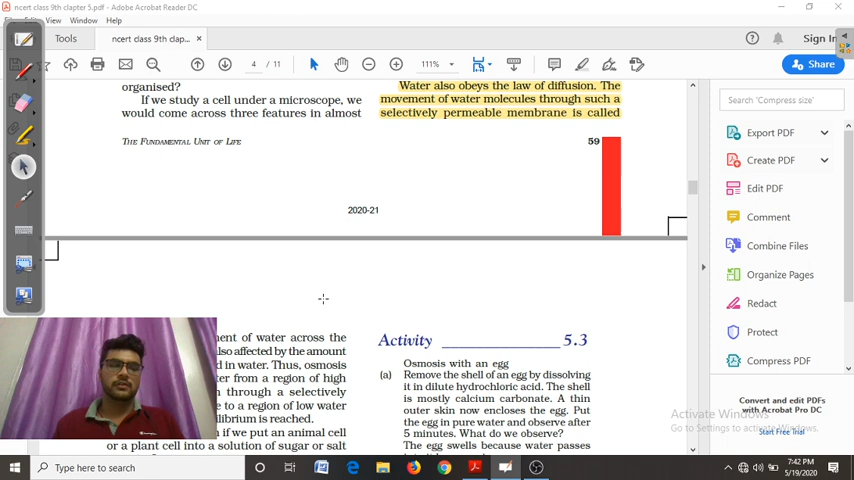 ncert class 9th chapter 5.pdf - Adobe Acrobat Reader DC
Edit View Window Help
Tools
ncert class 9th clap... ×
Sign In
4 / 11
111%
Share
organised?
If we study a cell under a microscope, we
would come across three features in almost
The Fundamental Unit of Life
Water also obeys the law of diffusion. The
movement of water molecules through such a
selectively permeable membrane is called
59
2020-21
ment of water across the
also affected by the amount
d in water. Thus, osmosis
ter from a region of high
n through a selectively
e to a region of low water
ilibrium is reached.
n if we put an animal cell
or a plant cell into a solution of sugar or salt
Activity 5.3
Osmosis with an egg
(a) Remove the shell of an egg by dissolving
it in dilute hydrochloric acid. The shell
is mostly calcium carbonate. A thin
outer skin now encloses the egg. Put
the egg in pure water and observe after
5 minutes. What do we observe?
The egg swells because water passes
Search 'Compress size'
Export PDF
Create PDF
Edit PDF
Comment
Combine Files
Organize Pages
Redact
Protect
Compress PDF
Convert and edit PDFs
with Acrobat Pro DC
Start Free Trial
Activate Windows
Go to Settings to activate Windows.
Type here to search
7:42 PM
5/19/2020